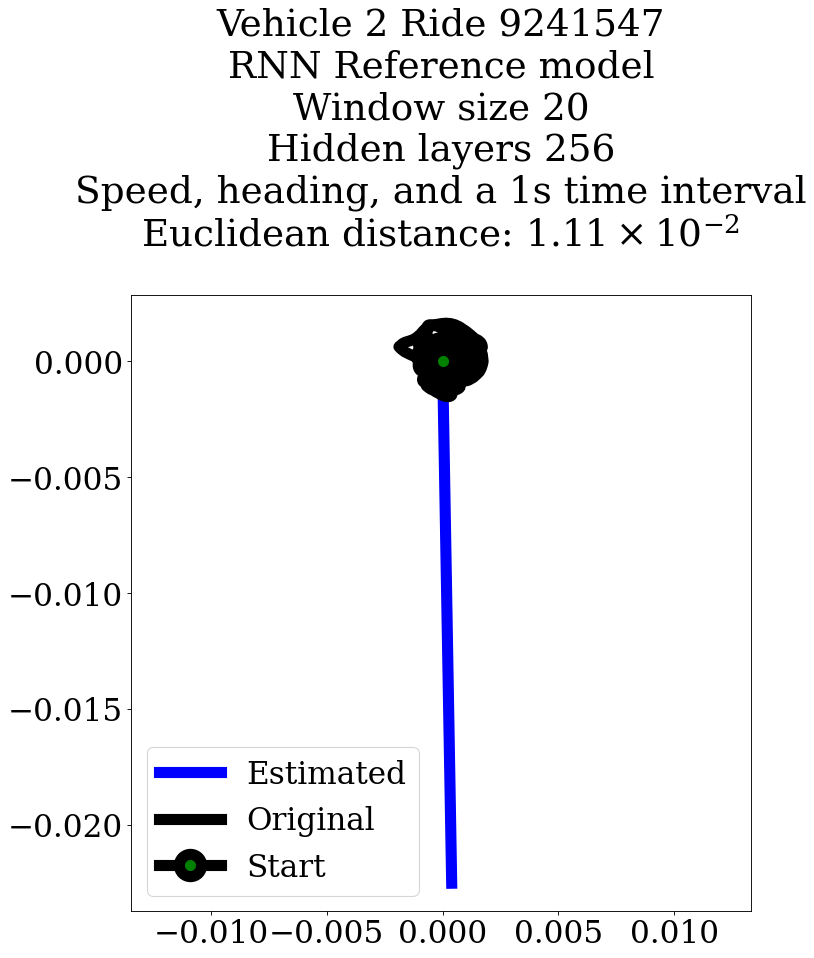 Vehicle 2 Ride 9241547
RNN Reference model
Window size 20
Hidden layers 256
Speed, heading, and a 1s time interval
Euclidean distance: 1.11 × 10⁻²
0.000
−0.005
−0.010
−0.015
−0.020
Estimated
Original
Start
−0.010 −0.005 0.000 0.005 0.010